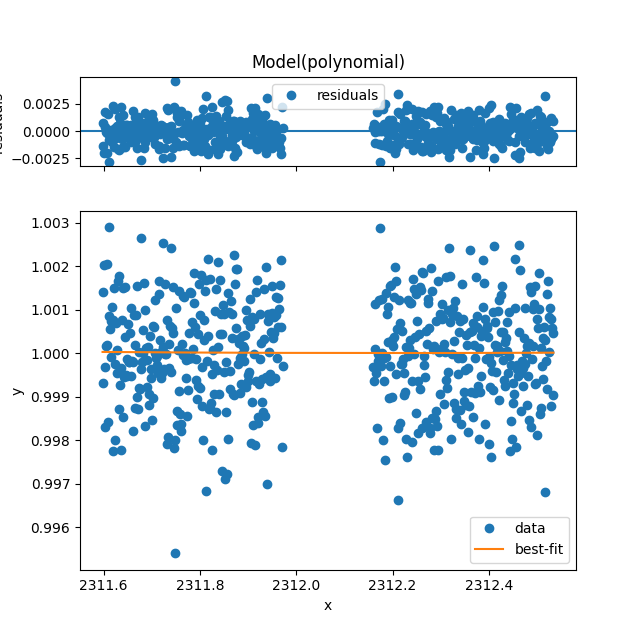 Model(polynomial)
residuals
0.0025
0.0000
−0.0025
1.003
1.002
1.001
1.000
0.999
0.998
0.997
0.996
y
data
best-fit
2311.6 2311.8 2312.0 2312.2 2312.4
x